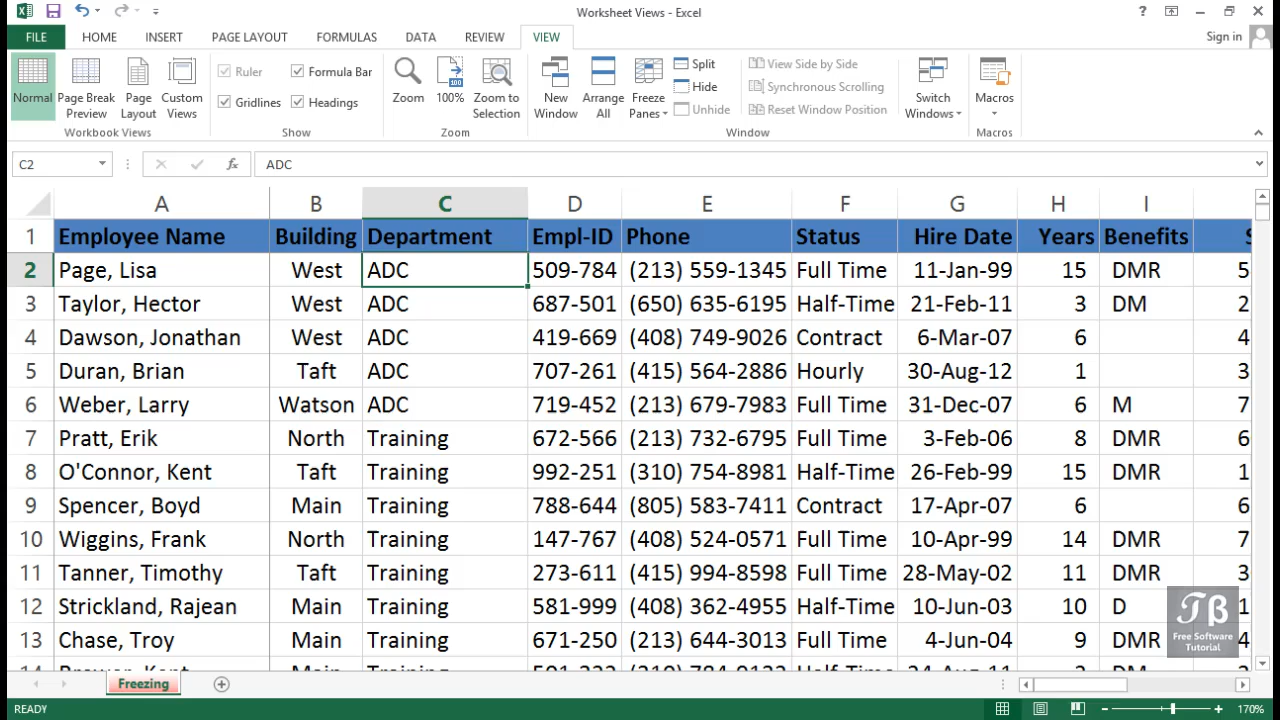 Worksheet Views - Excel
?
FILE HOME INSERT PAGE LAYOUT FORMULAS DATA REVIEW VIEW Sign in
Normal Page Break Preview Page Layout Custom Views
Ruler Formula Bar
Gridlines Headings
Zoom 100% Zoom to Selection
New Window Arrange All Freeze Panes
Split
Hide
Unhide
View Side by Side
Synchronous Scrolling
Reset Window Position
Switch Windows Macros
Workbook Views Show Zoom Window Macros
C2 fx ADC
A B C D E F G H I
1 Employee Name Building Department Empl-ID Phone Status Hire Date Years Benefits
2 Page, Lisa West ADC 509-784 (213) 559-1345 Full Time 11-Jan-99 15 DMR 5
3 Taylor, Hector West ADC 687-501 (650) 635-6195 Half-Time 21-Feb-11 3 DM 2
4 Dawson, Jonathan West ADC 419-669 (408) 749-9026 Contract 6-Mar-07 6 4
5 Duran, Brian Taft ADC 707-261 (415) 564-2886 Hourly 30-Aug-12 1 3
6 Weber, Larry Watson ADC 719-452 (213) 679-7983 Full Time 31-Dec-07 6 M 7
7 Pratt, Erik North Training 672-566 (213) 732-6795 Full Time 3-Feb-06 8 DMR 6
8 O'Connor, Kent Taft Training 992-251 (310) 754-8981 Half-Time 26-Feb-99 15 DMR 1
9 Spencer, Boyd Main Training 788-644 (805) 583-7411 Contract 17-Apr-07 6 6
10 Wiggins, Frank North Training 147-767 (408) 524-0571 Full Time 10-Apr-99 14 DMR 7
11 Tanner, Timothy Taft Training 273-611 (415) 994-8598 Full Time 28-May-02 11 DMR 3
12 Strickland, Rajean Main Training 581-999 (408) 362-4955 Half-Time 10-Jun-03 10 D 1
13 Chase, Troy Main Training 671-250 (213) 644-3013 Full Time 4-Jun-04 9 DMR 4
TB
Free Software
Tutorial
Freezing
READY 170%